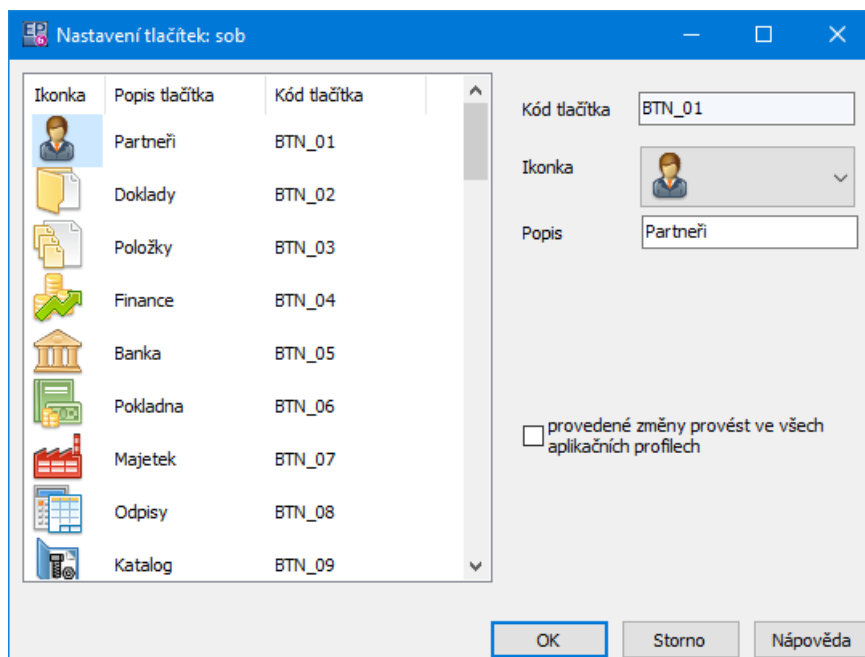 Nastavení tlačítek: sob
Ikonka Popis tlačítka Kód tlačítka
Partneři BTN_01
Doklady BTN_02
Položky BTN_03
Finance BTN_04
Banka BTN_05
Pokladna BTN_06
Majetek BTN_07
Odpisy BTN_08
Katalog BTN_09
Kód tlačítka BTN_01
Ikonka
Popis Partneři
provedené změny provést ve všech
aplikačních profilech
OK Storno Nápověda